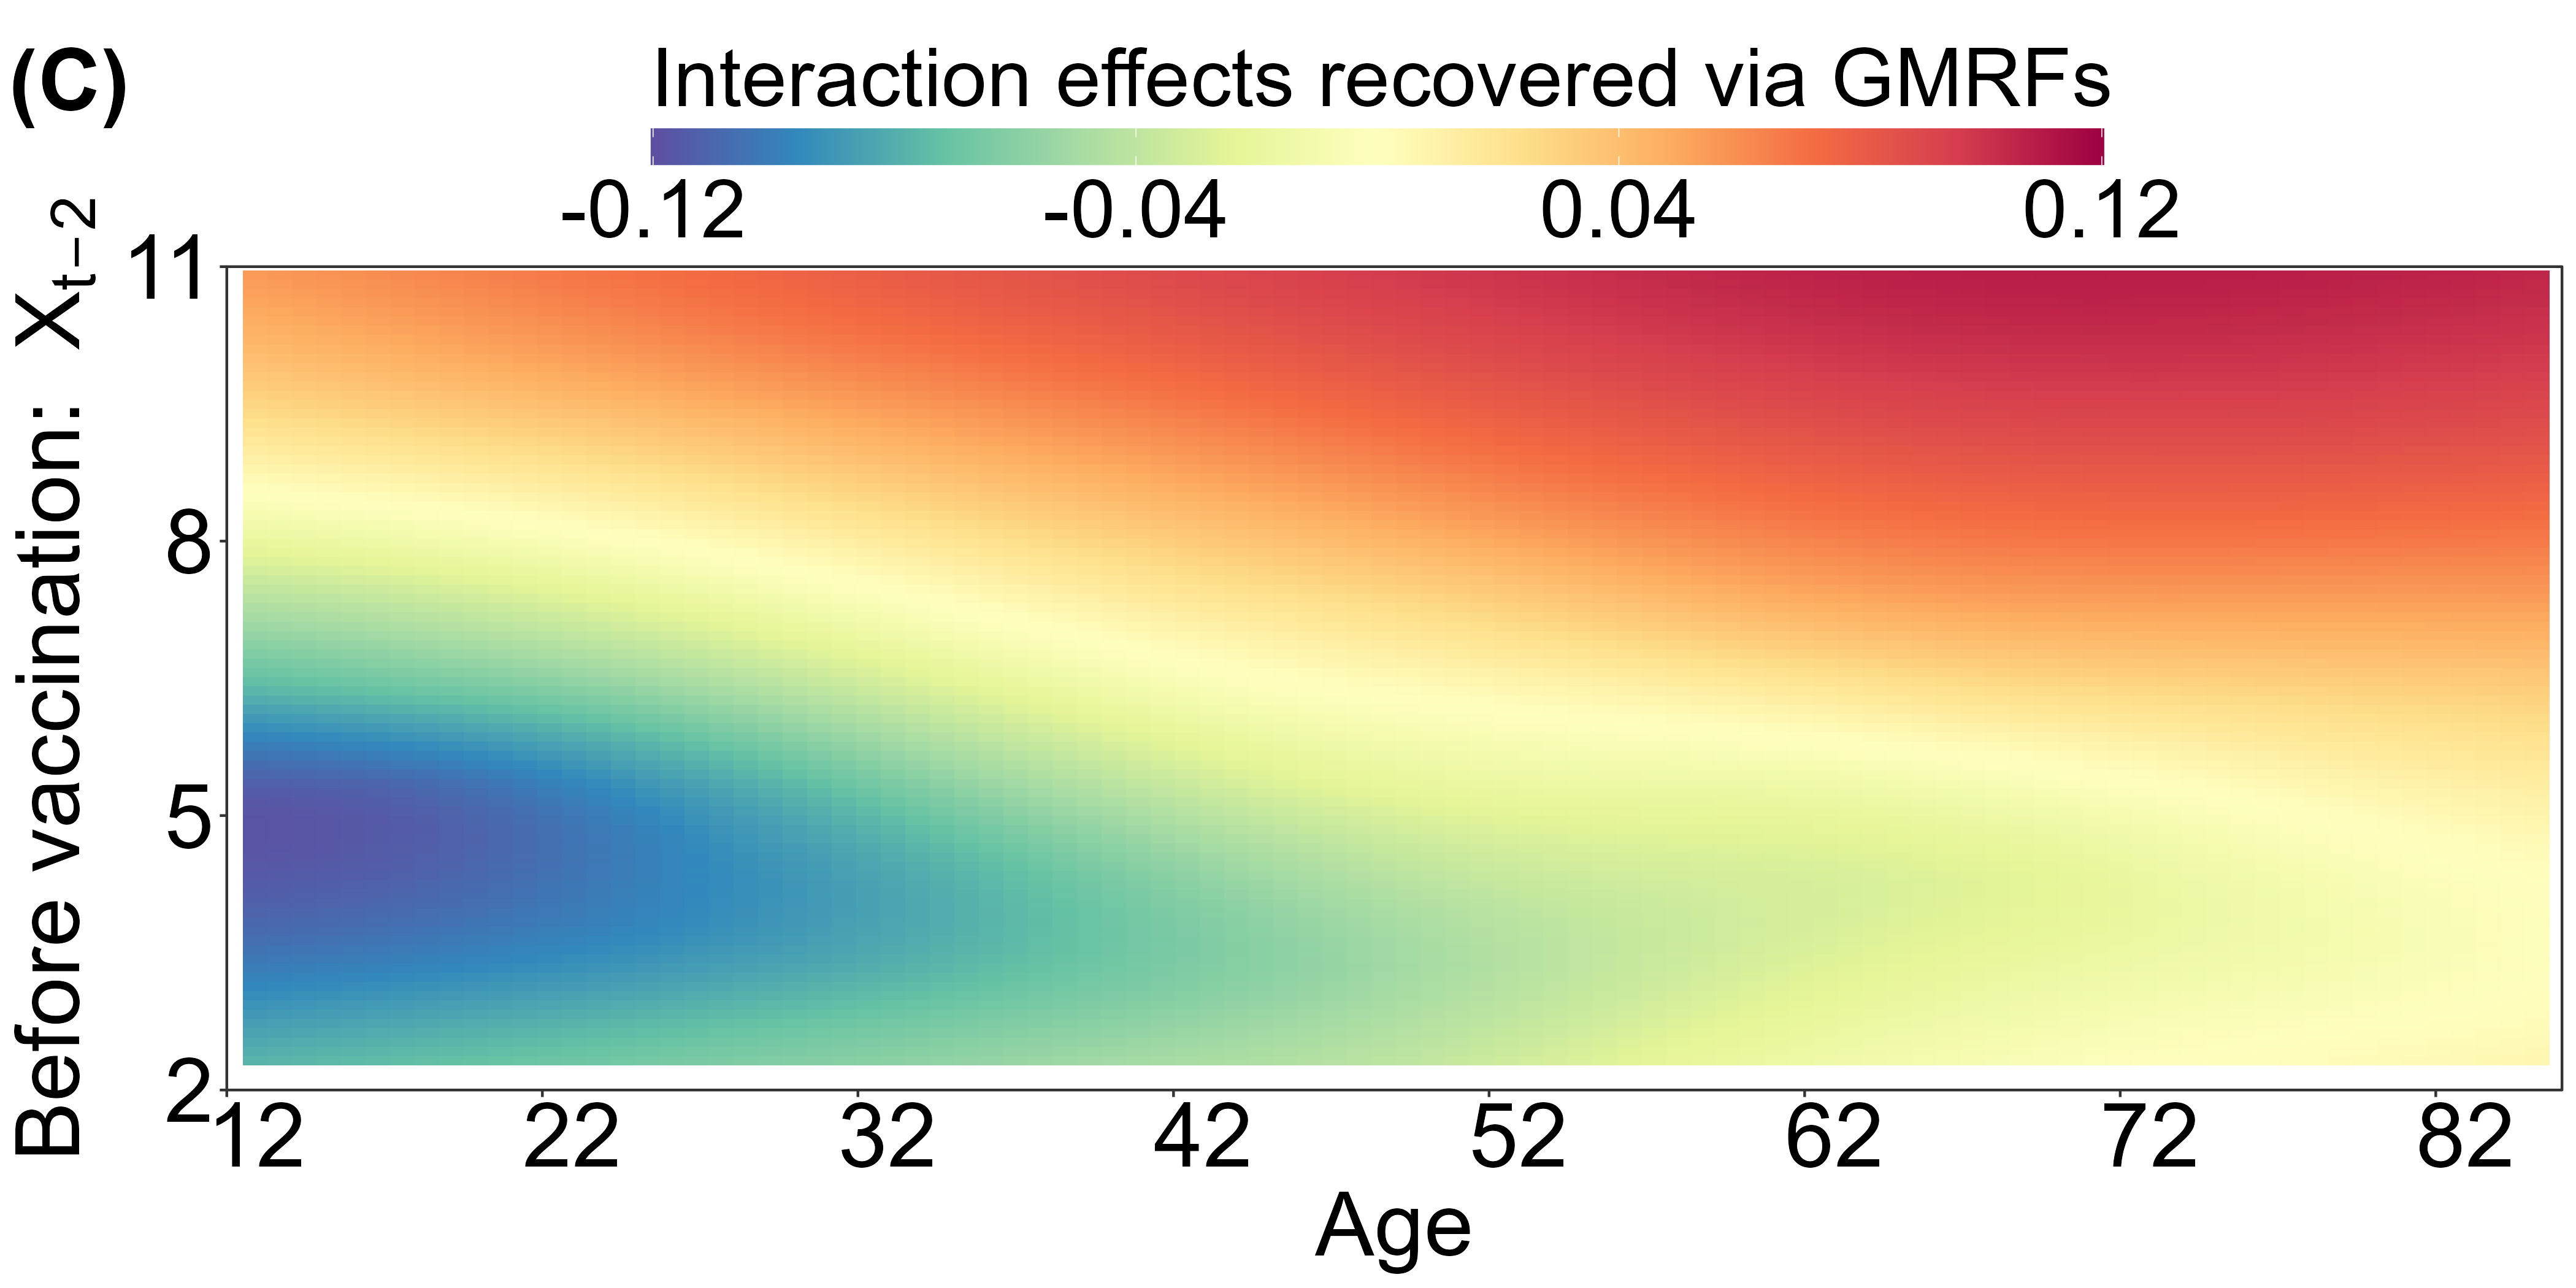 (C)
Interaction effects recovered via GMRFs
-0.12 -0.04 0.04 0.12
Before vaccination: Xt−2
11
8
5
2
12 22 32 42 52 62 72 82
Age